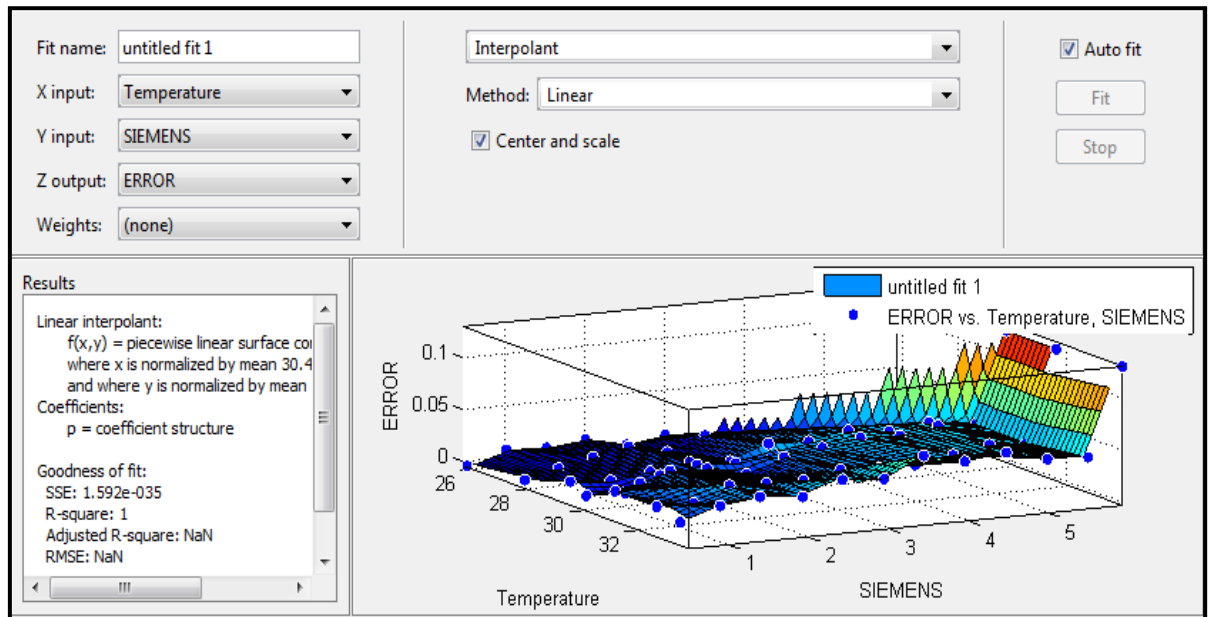 Fit name: untitled fit 1
X input: Temperature
Y input: SIEMENS
Z output: ERROR
Weights: (none)
Interpolant
Method: Linear
Center and scale
Auto fit
Fit
Stop
Results
Linear interpolant:
f(x,y) = piecewise linear surface co
where x is normalized by mean 30.4
and where y is normalized by mean
Coefficients:
p = coefficient structure
Goodness of fit:
SSE: 1.592e-035
R-square: 1
Adjusted R-square: NaN
RMSE: NaN
untitled fit 1
ERROR vs. Temperature, SIEMENS
ERROR
0.1
0.05
0
26
28
30
32
Temperature
1
2
3
4
5
SIEMENS